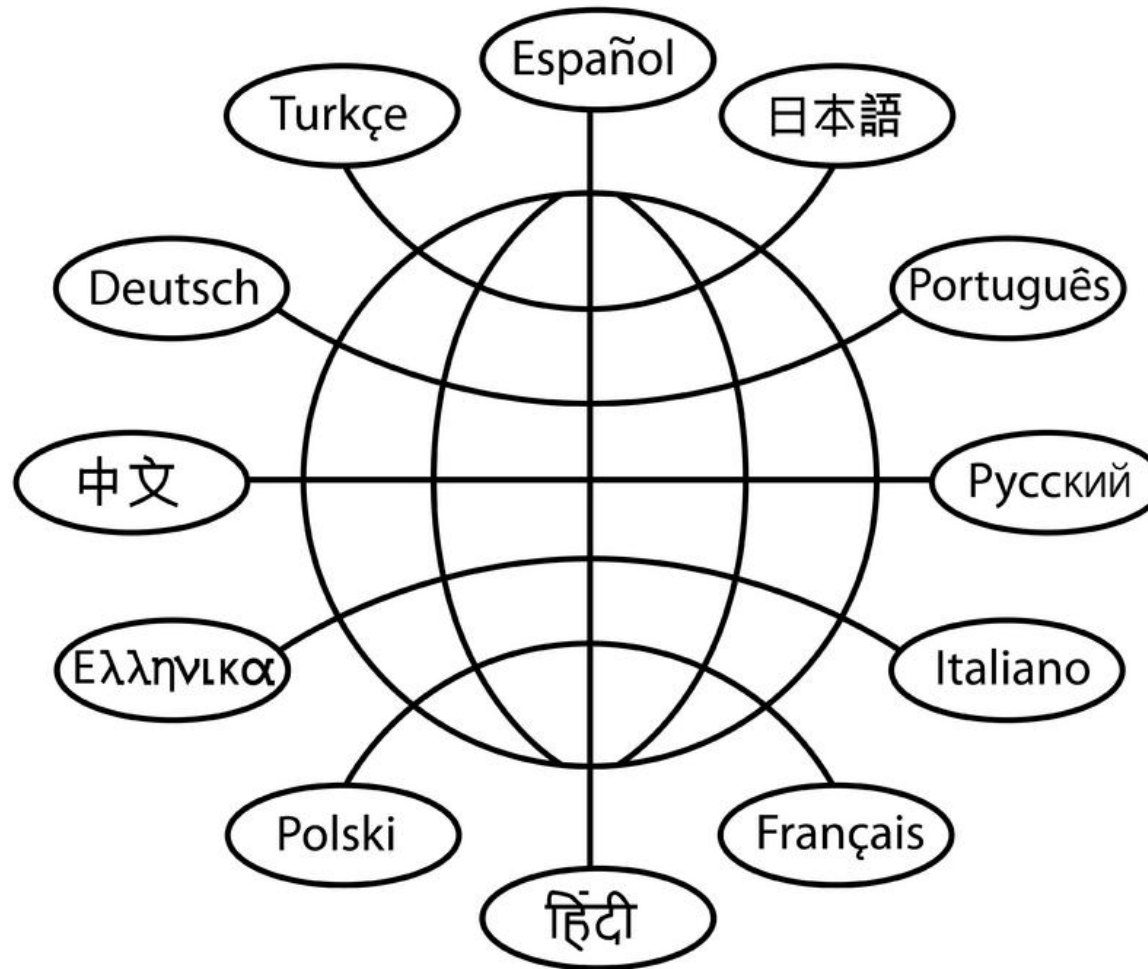 Español
Turkçe
日本語
Deutsch
Português
中文
Русский
Ελληνικα
Italiano
Polski
Français
हिंदी